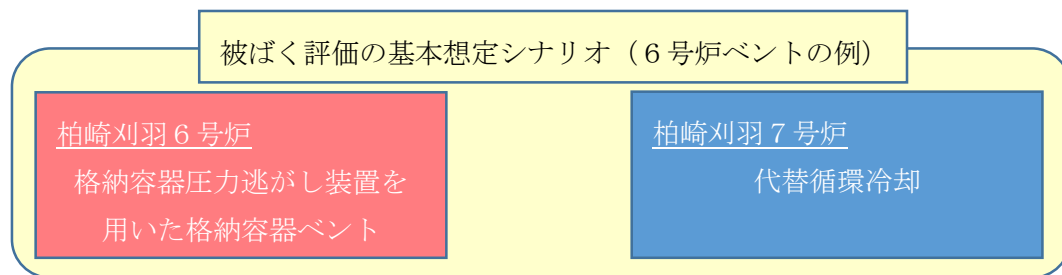 被ばく評価の基本想定シナリオ（６号炉ベントの例）
柏崎刈羽６号炉
格納容器圧力逃がし装置を
用いた格納容器ベント
柏崎刈羽７号炉
代替循環冷却